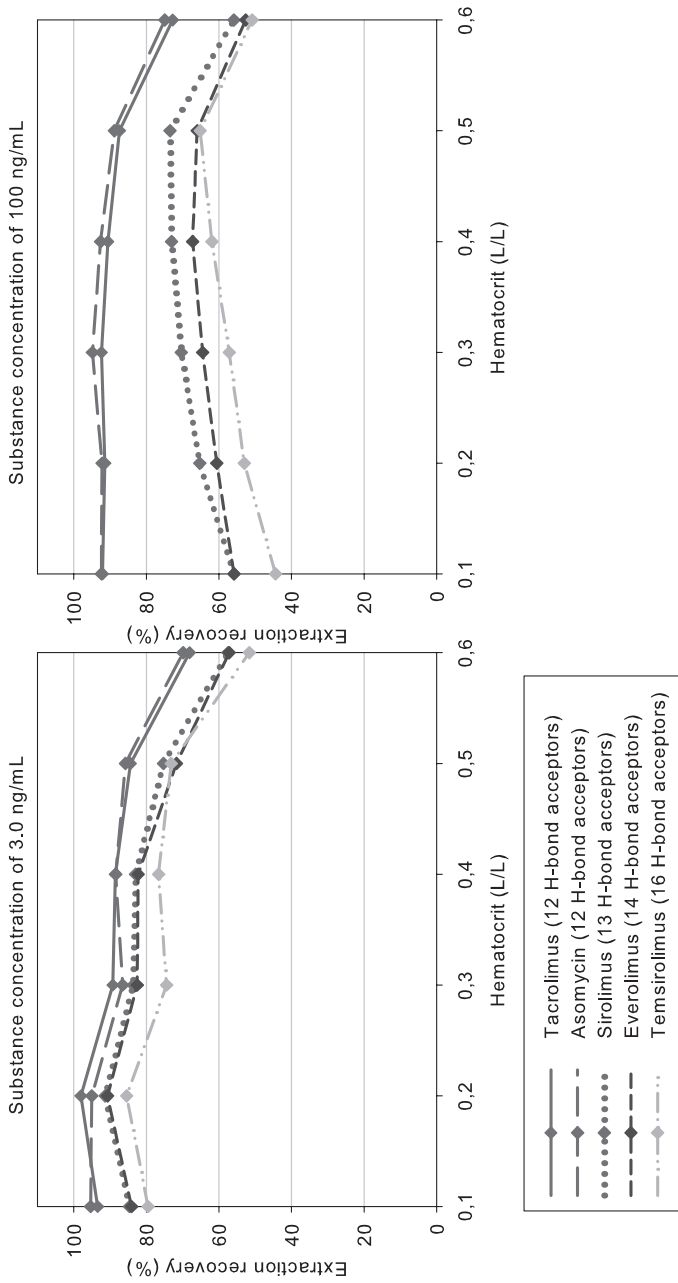 Substance concentration of 3.0 ng/mL
Extraction recovery (%)
100
80
60
40
20
0
0,1
0,2
0,3
0,4
0,5
0,6
Hematocrit (L/L)
Substance concentration of 100 ng/mL
Extraction recovery (%)
100
80
60
40
20
0
0,1
0,2
0,3
0,4
0,5
0,6
Hematocrit (L/L)
Tacrolimus (12 H-bond acceptors)
Asomycin (12 H-bond acceptors)
Sirolimus (13 H-bond acceptors)
Everolimus (14 H-bond acceptors)
Temsirolimus (16 H-bond acceptors)